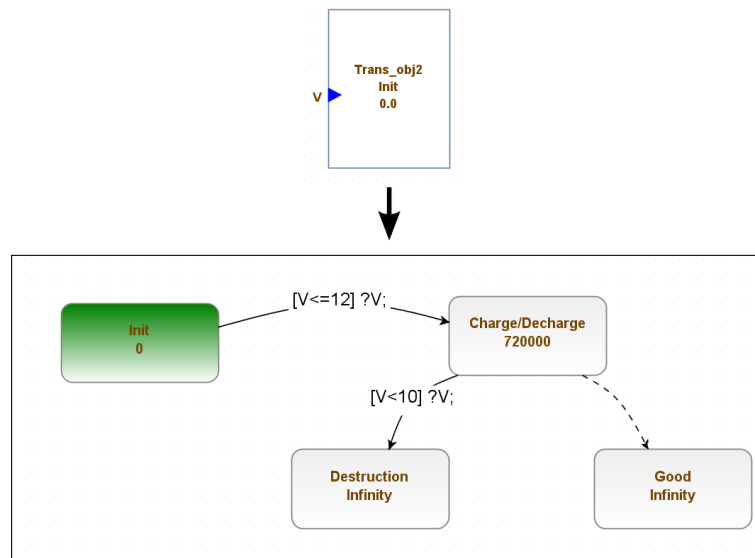 Trans_obj2
Init
0.0
V
[V<=12] ?V;
Init
0
Charge/Decharge
720000
[V<10] ?V;
Destruction
Infinity
Good
Infinity